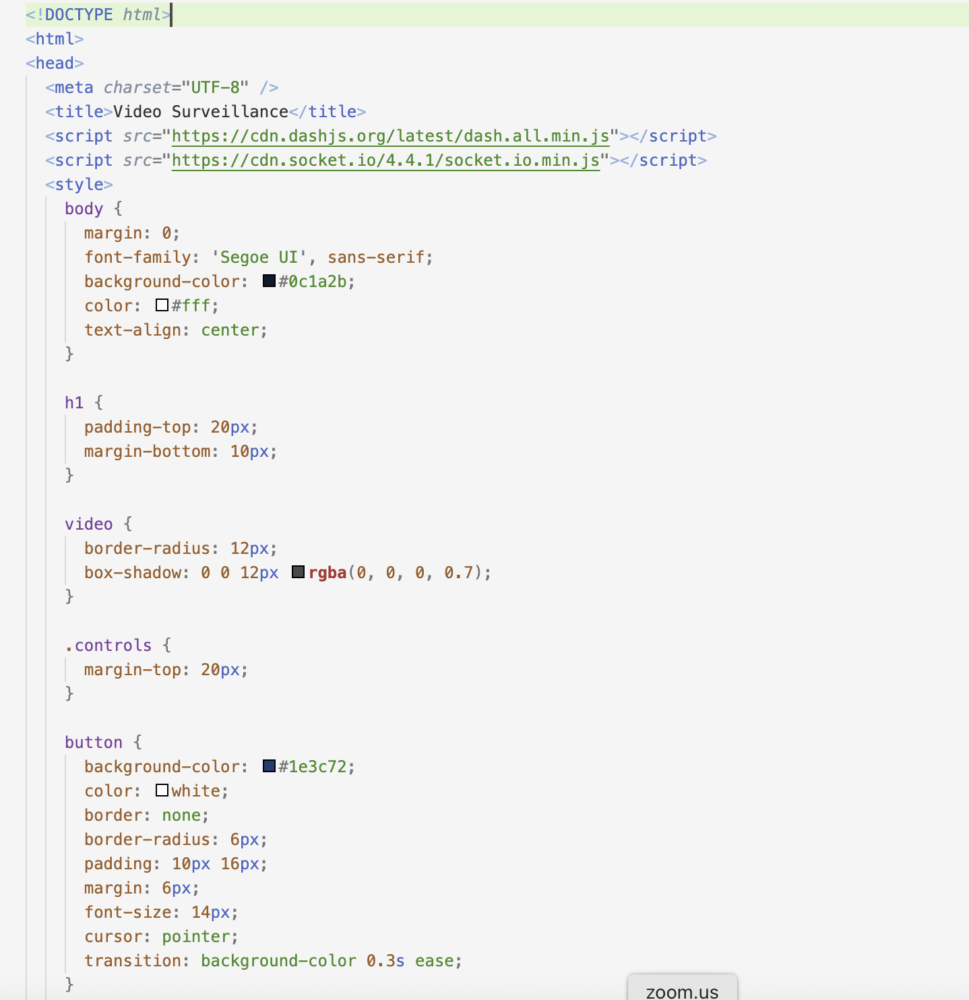 <!DOCTYPE html>
<html>
<head>
  <meta charset="UTF-8" />
  <title>Video Surveillance</title>
  <script src="https://cdn.dashjs.org/latest/dash.all.min.js"></script>
  <script src="https://cdn.socket.io/4.4.1/socket.io.min.js"></script>
  <style>
    body {
      margin: 0;
      font-family: 'Segoe UI', sans-serif;
      background-color: #0c1a2b;
      color: #fff;
      text-align: center;
    }

    h1 {
      padding-top: 20px;
      margin-bottom: 10px;
    }

    video {
      border-radius: 12px;
      box-shadow: 0 0 12px rgba(0, 0, 0, 0.7);
    }

    .controls {
      margin-top: 20px;
    }

    button {
      background-color: #1e3c72;
      color: white;
      border: none;
      border-radius: 6px;
      padding: 10px 16px;
      margin: 6px;
      font-size: 14px;
      cursor: pointer;
      transition: background-color 0.3s ease;
    }
zoom.us